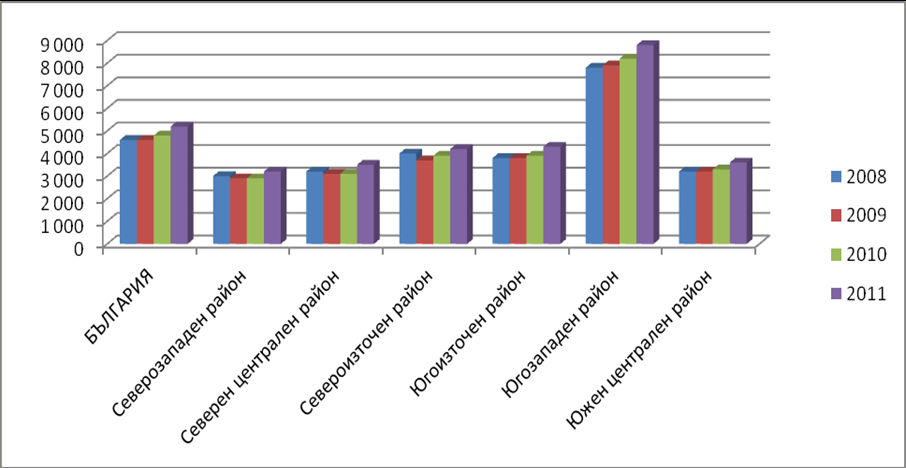 9 000
8 000
7 000
6 000
5 000
4 000
3 000
2 000
1 000
0
БЪЛГАРИЯ
Северозападен район
Северен централен район
Североизточен район
Югоизточен район
Югозападен район
Южен централен район
2008
2009
2010
2011